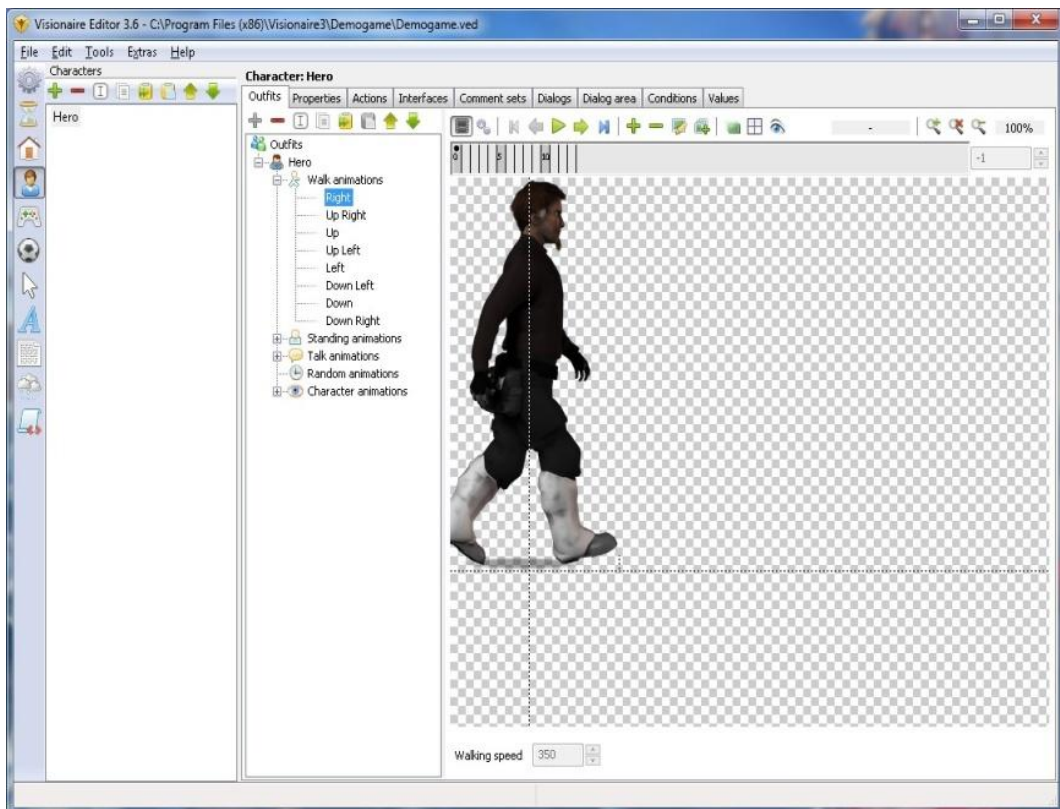 Visionaire Editor 3.6 - C:\Program Files (x86)\Visionaire3\Demogame\Demogame.ved
File Edit Tools Extras Help
Characters
Hero
Character: Hero
Outfits Properties Actions Interfaces Comment sets Dialogs Dialog area Conditions Values
- 100%
0 5 10 -1
Outfits
Hero
Walk animations
Right
Up Right
Up
Up Left
Left
Down Left
Down
Down Right
Standing animations
Talk animations
Random animations
Character animations
Walking speed 350